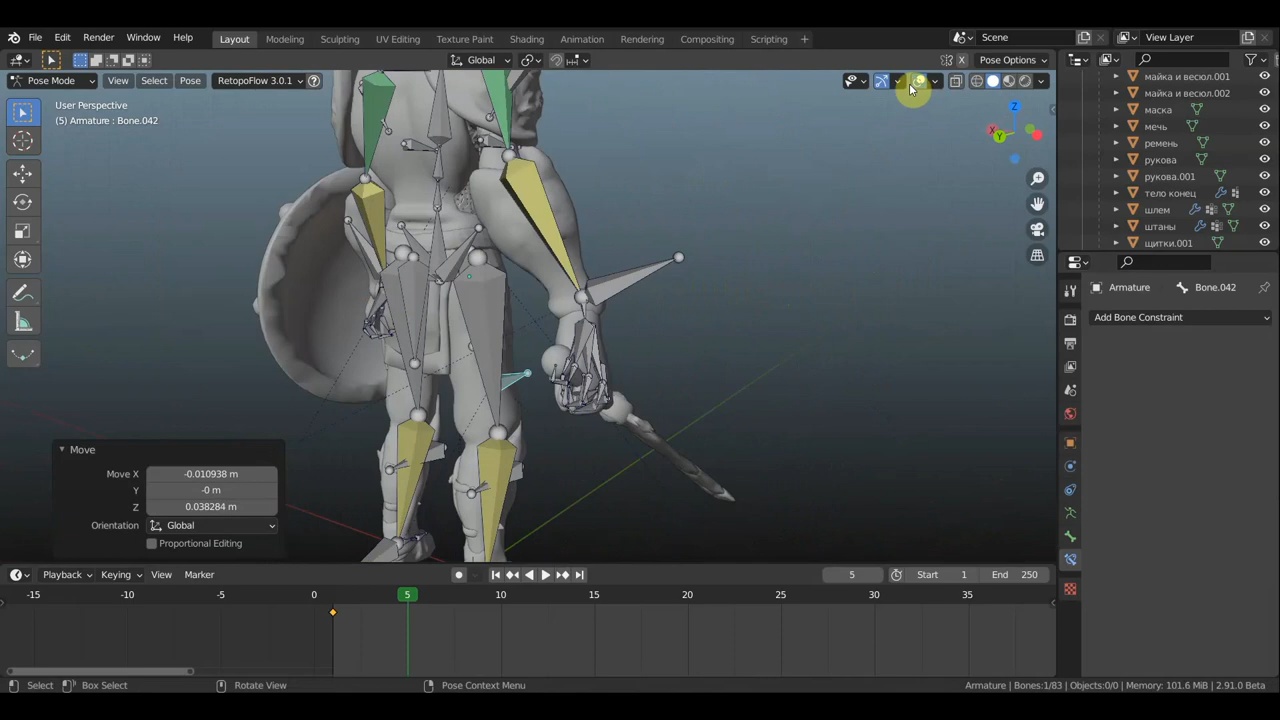 File Edit Render Window Help
Layout Modeling Sculpting UV Editing Texture Paint Shading Animation Rendering Compositing Scripting +
Scene
View Layer
Global
X
Pose Options
Pose Mode View Select Pose RetopoFlow 3.0.1 ?
User Perspective
(5) Armature : Bone.042
Z
X
Y
Move
Move X -0.010938 m
Y -0 m
Z 0.038284 m
Orientation Global
Proportional Editing
майка и весюл.001
майка и весюл.002
маска
мечь
ремень
рукова
рукова.001
тело конец
шлем
штаны
щитки.001
Armature Bone.042
Add Bone Constraint
Playback Keying View Marker
5
Start 1
End 250
-15 -10 -5 0 5 10 15 20 25 30 35
Select Box Select Rotate View Pose Context Menu
Armature | Bones:1/83 | Objects:0/0 | Memory: 101.6 MiB | 2.91.0 Beta